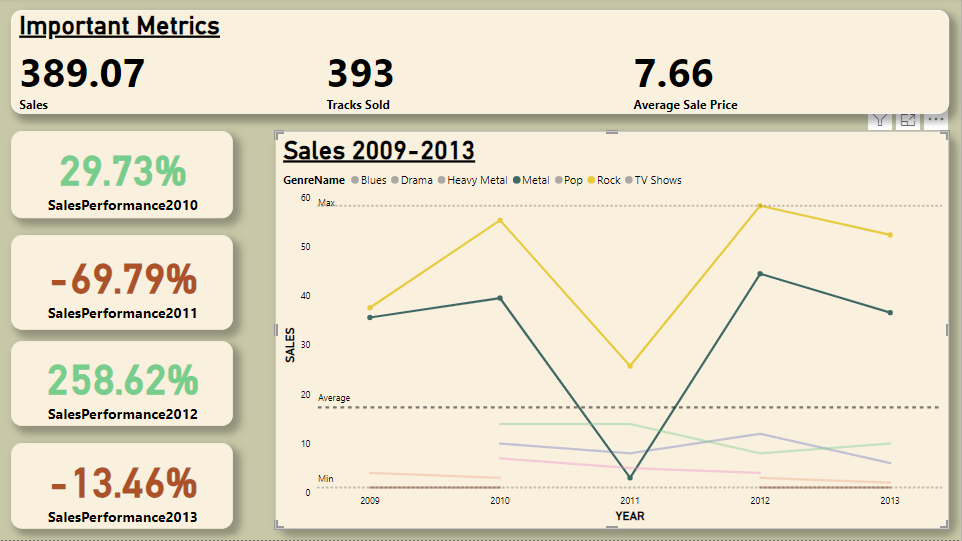 Important Metrics
389.07
Sales
393
Tracks Sold
7.66
Average Sale Price
29.73%
SalesPerformance2010
-69.79%
SalesPerformance2011
258.62%
SalesPerformance2012
-13.46%
SalesPerformance2013
Sales 2009-2013
GenreName Blues Drama Heavy Metal Metal Pop Rock TV Shows
SALES
60
Max
50
40
30
20
Average
10
Min
0
2009 2010 2011 2012 2013
YEAR